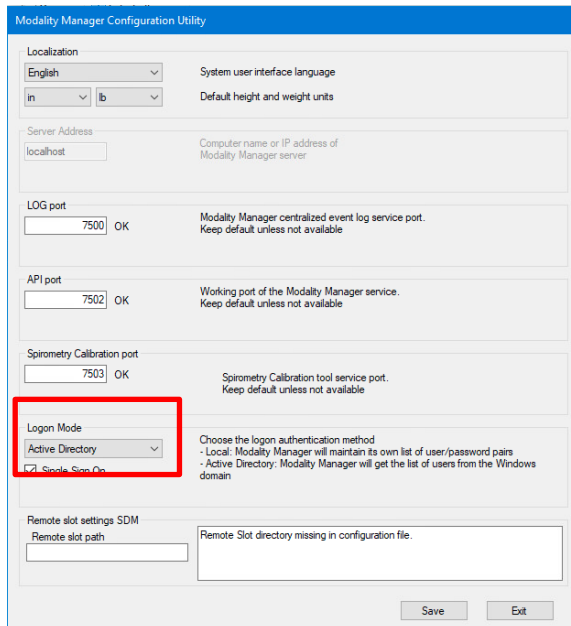 Modality Manager Configuration Utility
Localization
English
System user interface language
in
lb
Default height and weight units
Server Address
localhost
Computer name or IP address of
Modality Manager server
LOG port
7500
OK
Modality Manager centralized event log service port.
Keep default unless not available
API port
7502
OK
Working port of the Modality Manager service.
Keep default unless not available
Spirometry Calibration port
7503
OK
Spirometry Calibration tool service port.
Keep default unless not available
Logon Mode
Active Directory
Single Sign On
Choose the logon authentication method
- Local: Modality Manager will maintain its own list of user/password pairs
- Active Directory: Modality Manager will get the list of users from the Windows
domain
Remote slot settings SDM
Remote slot path
Remote Slot directory missing in configuration file.
Save
Exit